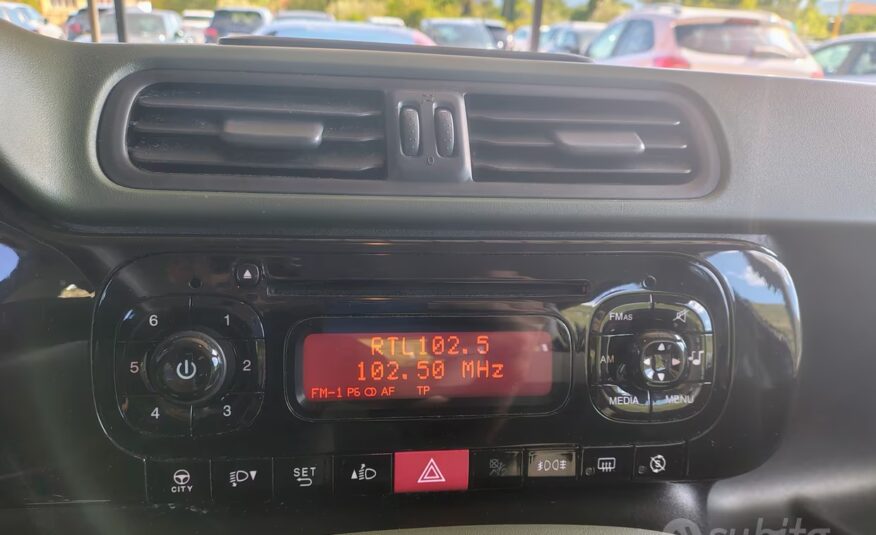 RTL102.5
102.50 MHz
FM-1 P6 AF TP
6 1
5 2
4 3
FMAS
AM
MEDIA MENU
CITY
SET
0
subito